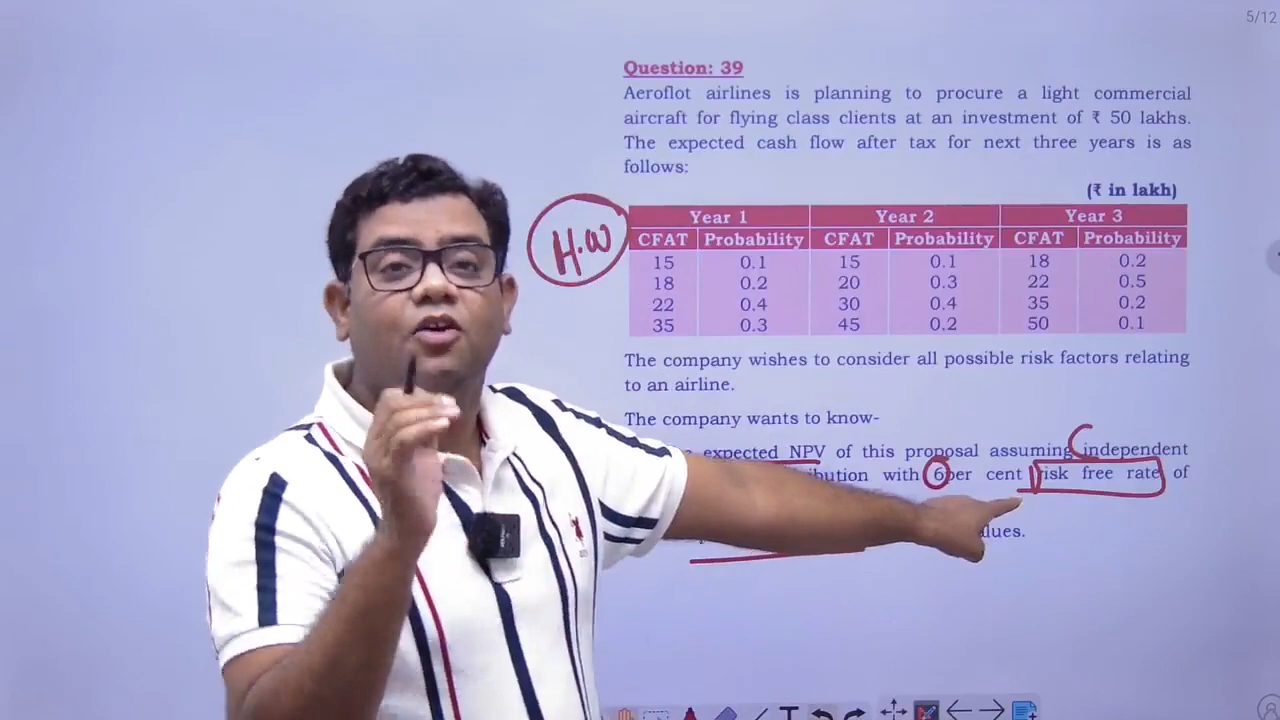 5/12
Question: 39
Aeroflot airlines is planning to procure a light commercial
aircraft for flying class clients at an investment of ₹ 50 lakhs.
The expected cash flow after tax for next three years is as
follows:
(₹ in lakh)
H.W
Year 1 Year 2 Year 3
CFAT Probability CFAT Probability CFAT Probability
15 0.1 15 0.1 18 0.2
18 0.2 20 0.3 22 0.5
22 0.4 30 0.4 35 0.2
35 0.3 45 0.2 50 0.1
The company wishes to consider all possible risk factors relating
to an airline.
The company wants to know-
expected NPV of this proposal assuming independent
with 6 per cent risk free rate of